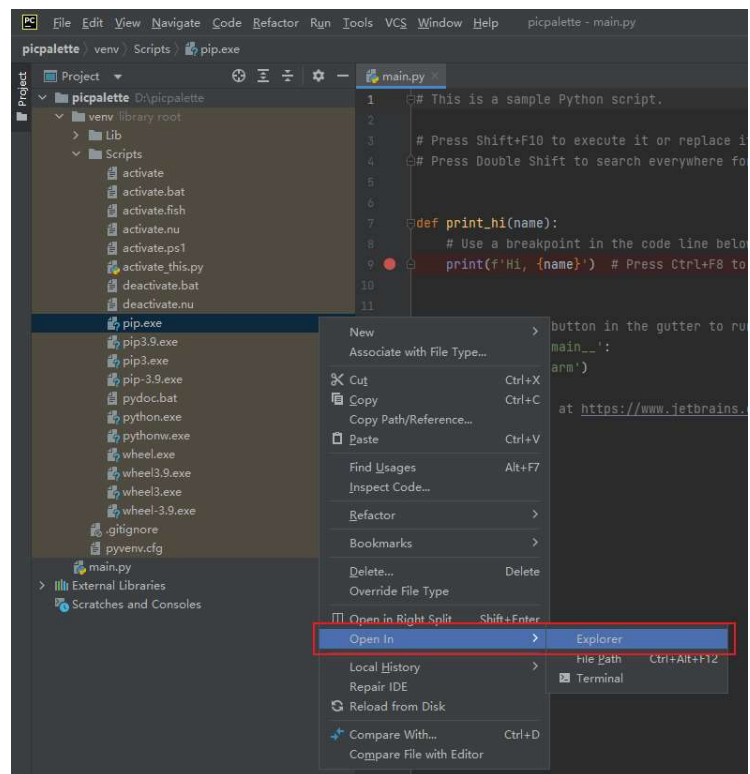 PC File Edit View Navigate Code Refactor Run Tools VCS Window Help picpalette - main.py
picpalette venv Scripts pip.exe
Project
Project
main.py
picpalette D:\picpalette
venv library root
Lib
Scripts
activate
activate.bat
activate.fish
activate.nu
activate.ps1
activate_this.py
deactivate.bat
deactivate.nu
pip.exe
pip3.9.exe
pip3.exe
pip-3.9.exe
pydoc.bat
python.exe
pythonw.exe
wheel.exe
wheel3.9.exe
wheel3.exe
wheel-3.9.exe
.gitignore
pyvenv.cfg
main.py
External Libraries
Scratches and Consoles
1 # This is a sample Python script.
2
3 # Press Shift+F10 to execute it or replace
4 # Press Double Shift to search everywhere
5
6
7 def print_hi(name):
8 # Use a breakpoint in the code line
9 print(f'Hi, {name}') # Press Ctrl+F8 to
10
11
button in the gutter to
main__':
arm')
at https://www.jetbrains.
New
Associate with File Type...
Cut Ctrl+X
Copy Ctrl+C
Copy Path/Reference...
Paste Ctrl+V
Find Usages Alt+F7
Inspect Code...
Refactor
Bookmarks
Delete... Delete
Override File Type
Open in Right Split Shift+Enter
Open In
Explorer
File Path Ctrl+Alt+F12
Terminal
Local History
Repair IDE
Reload from Disk
Compare With... Ctrl+D
Compare File with Editor